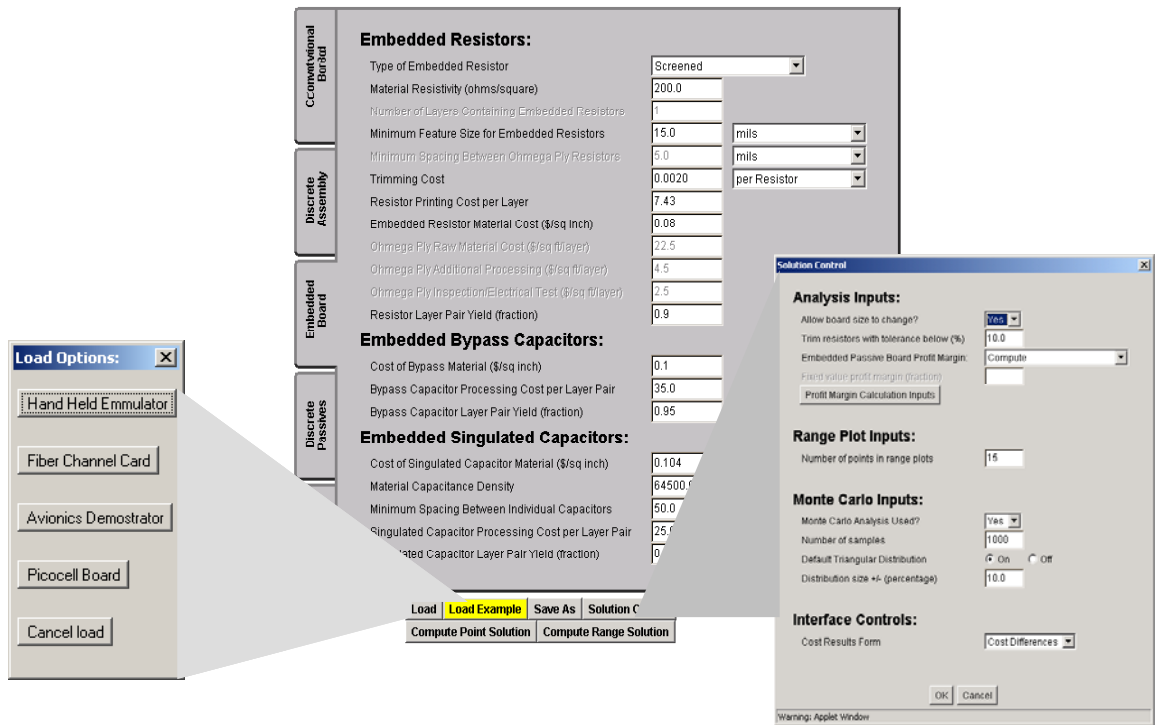 Cconvatviional
Bor3rd
Discrete
Assembly
Embedded
Board
Discrete
Passives
Embedded Resistors:
Type of Embedded Resistor Screened
Material Resistivity (ohms/square) 200.0
Number of Layers Containing Embedded Resistors 1
Minimum Feature Size for Embedded Resistors 15.0 mils
Minimum Spacing Between Ohmega Ply Resistors 5.0 mils
Trimming Cost 0.0020 per Resistor
Resistor Printing Cost per Layer 7.43
Embedded Resistor Material Cost ($/sq inch) 0.08
Ohmega Ply Raw Material Cost ($/sq ft/layer) 22.5
Ohmega Ply Additional Processing ($/sq ft/layer) 4.5
Ohmega Ply Inspection/Electrical Test ($/sq ft/layer) 2.5
Resistor Layer Pair Yield (fraction) 0.9
Embedded Bypass Capacitors:
Cost of Bypass Material ($/sq inch) 0.1
Bypass Capacitor Processing Cost per Layer Pair 35.0
Bypass Capacitor Layer Pair Yield (fraction) 0.95
Embedded Singulated Capacitors:
Cost of Singulated Capacitor Material ($/sq inch) 0.104
Material Capacitance Density 64500.
Minimum Spacing Between Individual Capacitors 50.0
Singulated Capacitor Processing Cost per Layer Pair 25.
ulated Capacitor Layer Pair Yield (fraction) 0
Load Load Example Save As Solution C
Compute Point Solution Compute Range Solution
Load Options:
Hand Held Emmulator
Fiber Channel Card
Avionics Demostrator
Picocell Board
Cancel load
Solution Control
Analysis Inputs:
Allow board size to change? Yes
Trim resistors with tolerance below (%) 10.0
Embedded Passive Board Profit Margin: Compute
Fixed value profit margin (fraction)
Profit Margin Calculation Inputs
Range Plot Inputs:
Number of points in range plots 15
Monte Carlo Inputs:
Monte Carlo Analysis Used? Yes
Number of samples 1000
Default Triangular Distribution On Off
Distribution size +/- (percentage) 10.0
Interface Controls:
Cost Results Form Cost Differences
OK Cancel
Warning: Applet Window